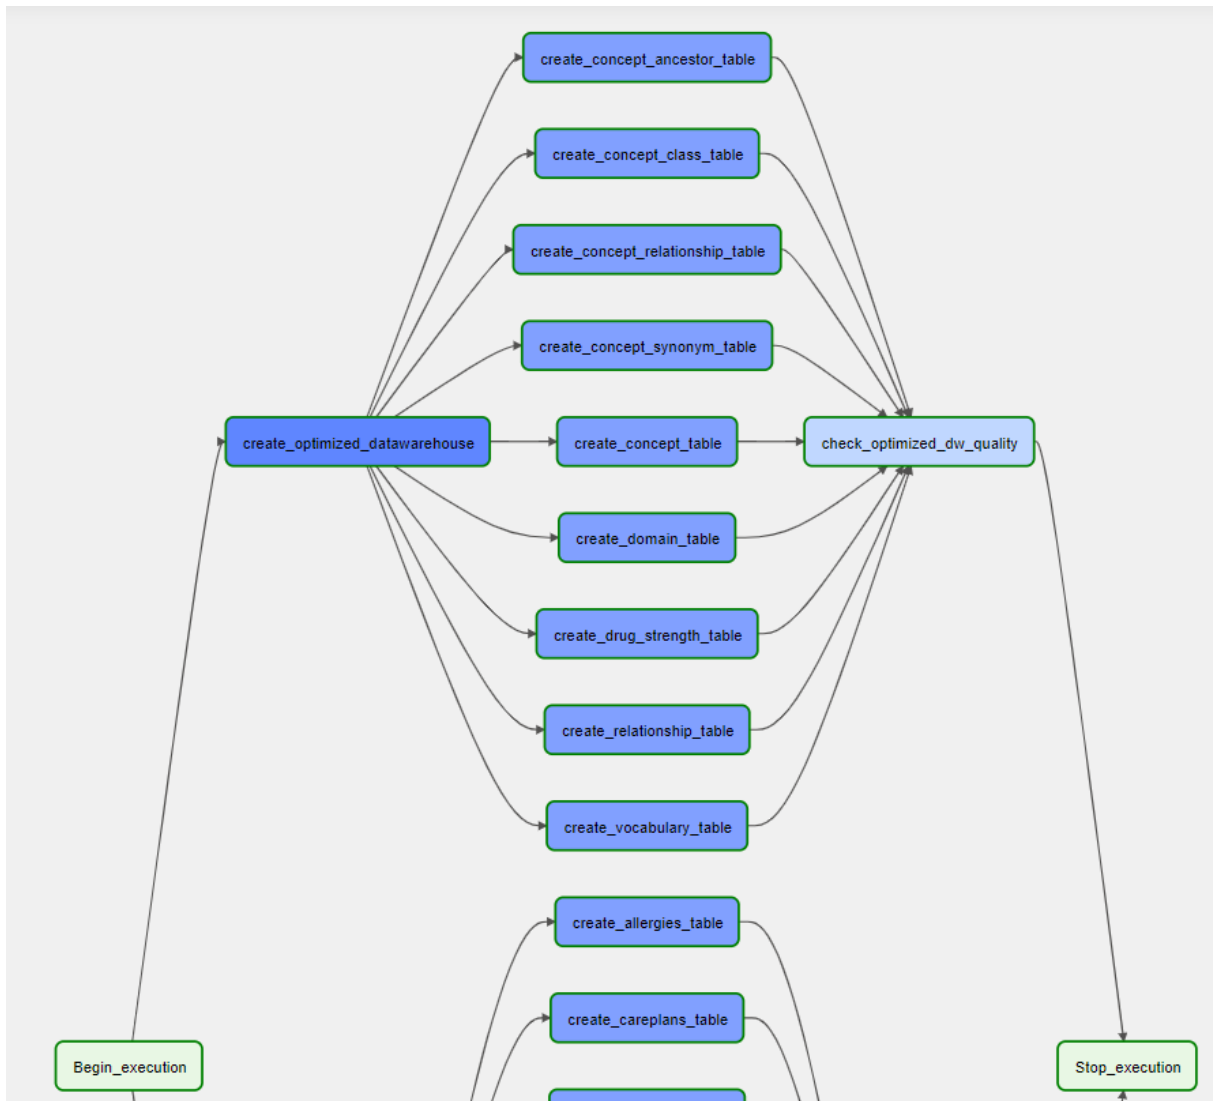 create_concept_ancestor_table
create_concept_class_table
create_concept_relationship_table
create_concept_synonym_table
create_optimized_datawarehouse
create_concept_table
check_optimized_dw_quality
create_domain_table
create_drug_strength_table
create_relationship_table
create_vocabulary_table
create_allergies_table
create_careplans_table
Begin_execution
Stop_execution